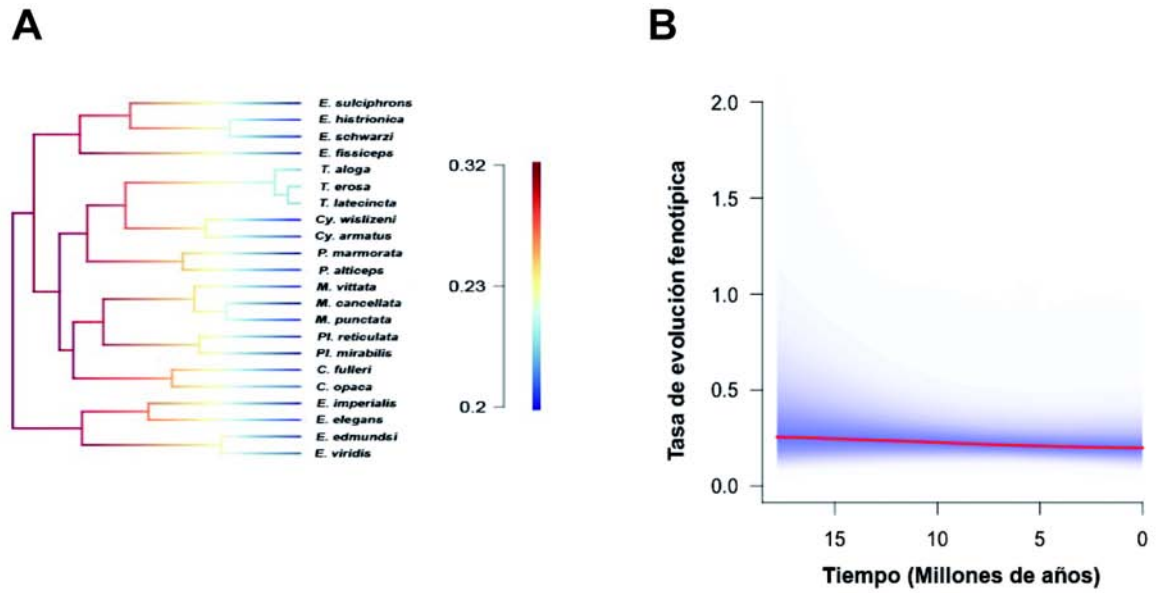 A
E. sulciphrons
E. histrionica
E. schwarzi
E. fissiceps
T. aloga
T. erosa
T. latecincta
Cy. wislizeni
Cy. armatus
P. marmorata
P. alticeps
M. vittata
M. cancellata
M. punctata
Pl. reticulata
Pl. mirabilis
C. fulleri
C. opaca
E. imperialis
E. elegans
E. edmundsi
E. viridis
0.32
0.23
0.2
B
Tasa de evolución fenotípica
2.0
1.5
1.0
0.5
0.0
15 10 5 0
Tiempo (Millones de años)